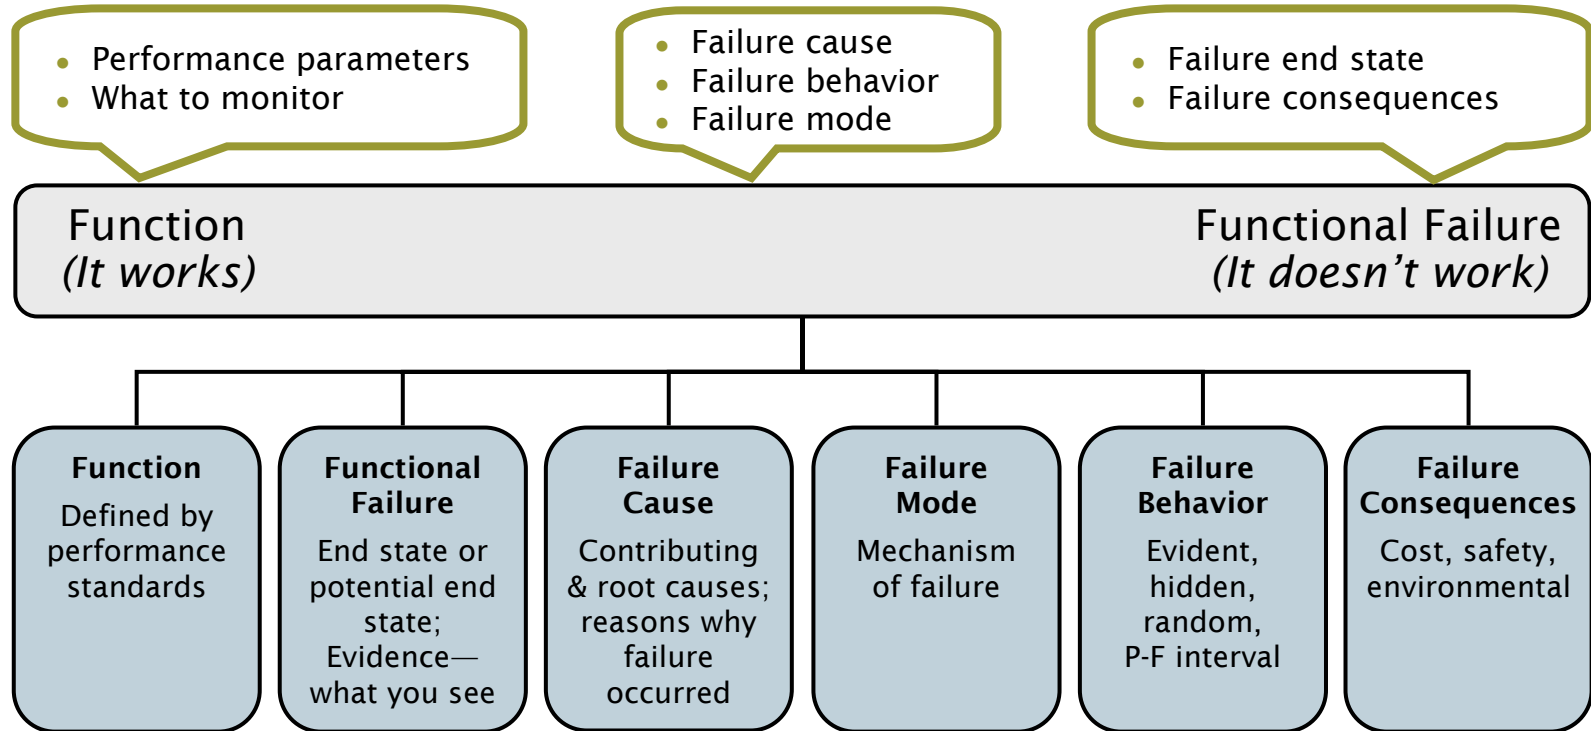 • Performance parameters
• What to monitor
• Failure cause
• Failure behavior
• Failure mode
• Failure end state
• Failure consequences
Function
(It works)
Functional Failure
(It doesn’t work)
Function
Defined by
performance
standards
Functional
Failure
End state or
potential end
state;
Evidence—
what you see
Failure
Cause
Contributing
& root causes;
reasons why
failure
occurred
Failure
Mode
Mechanism
of failure
Failure
Behavior
Evident,
hidden,
random,
P-F interval
Failure
Consequences
Cost, safety,
environmental